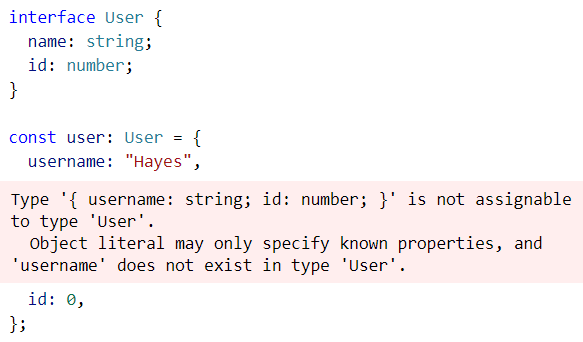 interface User {
  name: string;
  id: number;
}
const user: User = {
  username: "Hayes",
Type '{ username: string; id: number; }' is not assignable
to type 'User'.
  Object literal may only specify known properties, and
'username' does not exist in type 'User'.
  id: 0,
};